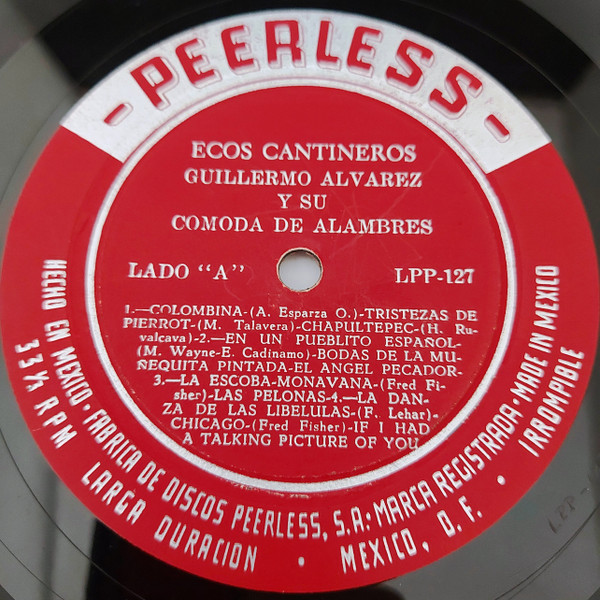 -PEERLESS-
ECOS CANTINEROS
GUILLERMO ALVAREZ
Y SU
COMODA DE ALAMBRES
LADO "A"
LPP-127
1.—COLOMBINA-(A. Esparza O.)-TRISTEZAS DE
PIERROT-(M. Talavera)-CHAPULTEPEC-(H. Ru-
valcava)-2.—EN UN PUEBLITO ESPAÑOL-
(M. Wayne-E. Cadinamo)-BODAS DE LA MU-
ÑEQUITA PINTADA-EL ANGEL PECADOR-
3.—LA ESCOBA-MONAVANA-(Fred Fi-
sher)-LAS PELONAS-4.—LA DAN-
ZA DE LAS LIBELULAS-(F. Lehar)-
CHICAGO-(Fred Fisher)-IF I HAD
A TALKING PICTURE OF YOU
HECHO EN MEXICO · FABRICA DE DISCOS PEERLESS, S.A. · MARCA REGISTRADA · MADE IN MEXICO
33⅓ RPM LARGA DURACION · MEXICO, D. F. · IRROMPIBLE
LPP-